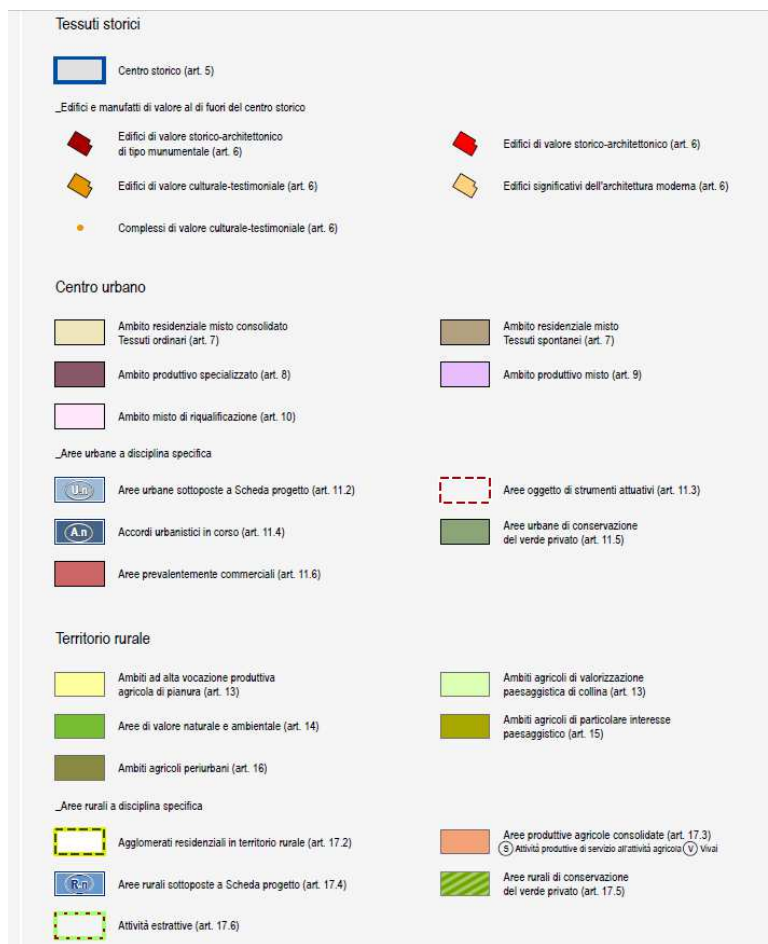 Tessuti storici
Centro storico (art. 5)
_Edifici e manufatti di valore al di fuori del centro storico
Edifici di valore storico-architettonico
di tipo munumentale (art. 6)
Edifici di valore storico-architettonico (art. 6)
Edifici di valore culturale-testimoniale (art. 6)
Edifici significativi dell'architettura moderna (art. 6)
Complessi di valore culturale-testimoniale (art. 6)
Centro urbano
Ambito residenziale misto consolidato
Tessuti ordinari (art. 7)
Ambito residenziale misto
Tessuti spontanei (art. 7)
Ambito produttivo specializzato (art. 8)
Ambito produttivo misto (art. 9)
Ambito misto di riqualificazione (art. 10)
_Aree urbane a disciplina specifica
U.n
Aree urbane sottoposte a Scheda progetto (art. 11.2)
Aree oggetto di strumenti attuativi (art. 11.3)
A.n
Accordi urbanistici in corso (art. 11.4)
Aree urbane di conservazione
del verde privato (art. 11.5)
Aree prevalentemente commerciali (art. 11.6)
Territorio rurale
Ambiti ad alta vocazione produttiva
agricola di pianura (art. 13)
Ambiti agricoli di valorizzazione
paesaggistica di collina (art. 13)
Aree di valore naturale e ambientale (art. 14)
Ambiti agricoli di particolare interesse
paesaggistico (art. 15)
Ambiti agricoli periurbani (art. 16)
_Aree rurali a disciplina specifica
Agglomerati residenziali in territorio rurale (art. 17.2)
Aree produttive agricole consolidate (art. 17.3)
S Attività produttive di servizio all'attività agricola V Vivai
R.n
Aree rurali sottoposte a Scheda progetto (art. 17.4)
Aree rurali di conservazione
del verde privato (art. 17.5)
Attività estrattive (art. 17.6)